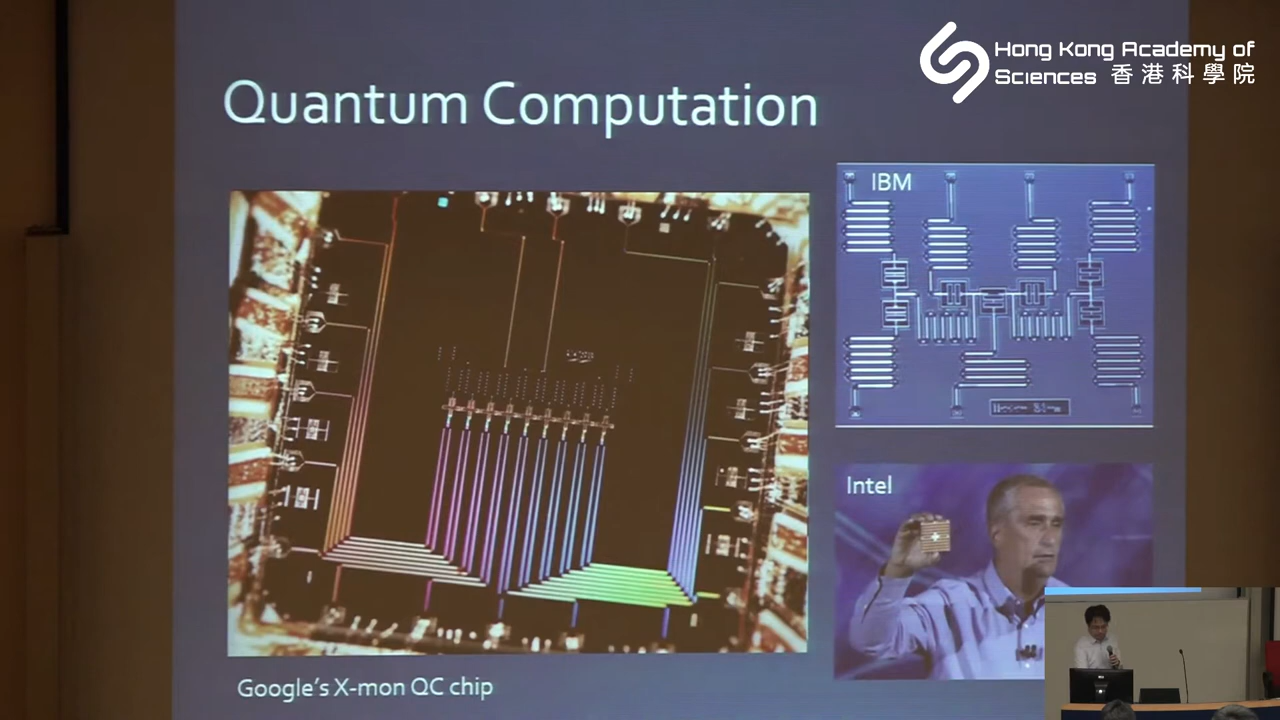 Hong Kong Academy of
Sciences 香港科學院
Quantum Computation
IBM
Intel
Google's X-mon QC chip